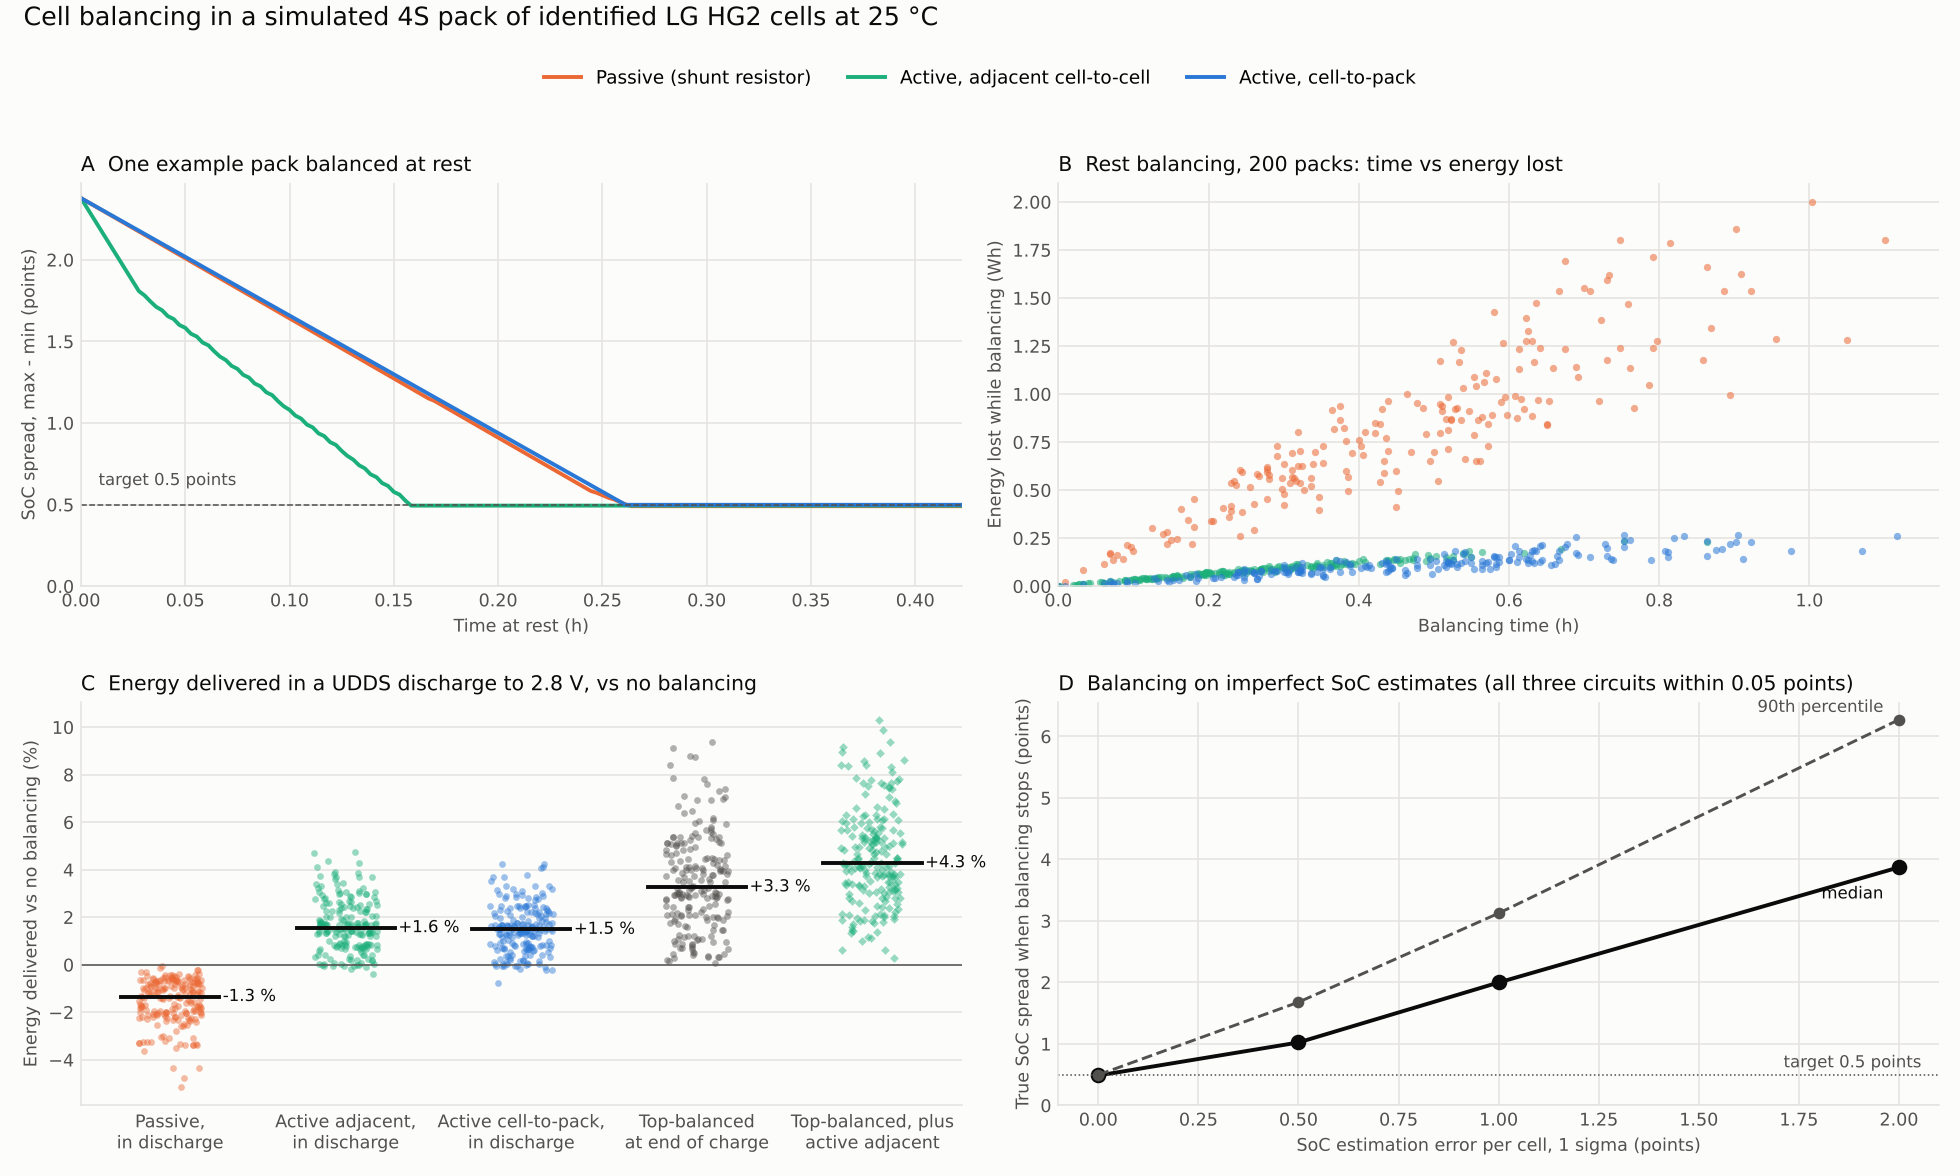 Cell balancing in a simulated 4S pack of identified LG HG2 cells at 25 °C
Passive (shunt resistor)
Active, adjacent cell-to-cell
Active, cell-to-pack
A One example pack balanced at rest
SoC spread, max - min (points)
2.0
1.5
1.0
0.5
0.0
target 0.5 points
0.00 0.05 0.10 0.15 0.20 0.25 0.30 0.35 0.40
Time at rest (h)
B Rest balancing, 200 packs: time vs energy lost
Energy lost while balancing (Wh)
2.00
1.75
1.50
1.25
1.00
0.75
0.50
0.25
0.00
0.0 0.2 0.4 0.6 0.8 1.0
Balancing time (h)
C Energy delivered in a UDDS discharge to 2.8 V, vs no balancing
Energy delivered vs no balancing (%)
10
8
6
4
2
0
−2
−4
-1.3 %
+1.6 %
+1.5 %
+3.3 %
+4.3 %
Passive,
in discharge
Active adjacent,
in discharge
Active cell-to-pack,
in discharge
Top-balanced
at end of charge
Top-balanced, plus
active adjacent
D Balancing on imperfect SoC estimates (all three circuits within 0.05 points)
True SoC spread when balancing stops (points)
6
5
4
3
2
1
0
90th percentile
median
target 0.5 points
0.00 0.25 0.50 0.75 1.00 1.25 1.50 1.75 2.00
SoC estimation error per cell, 1 sigma (points)